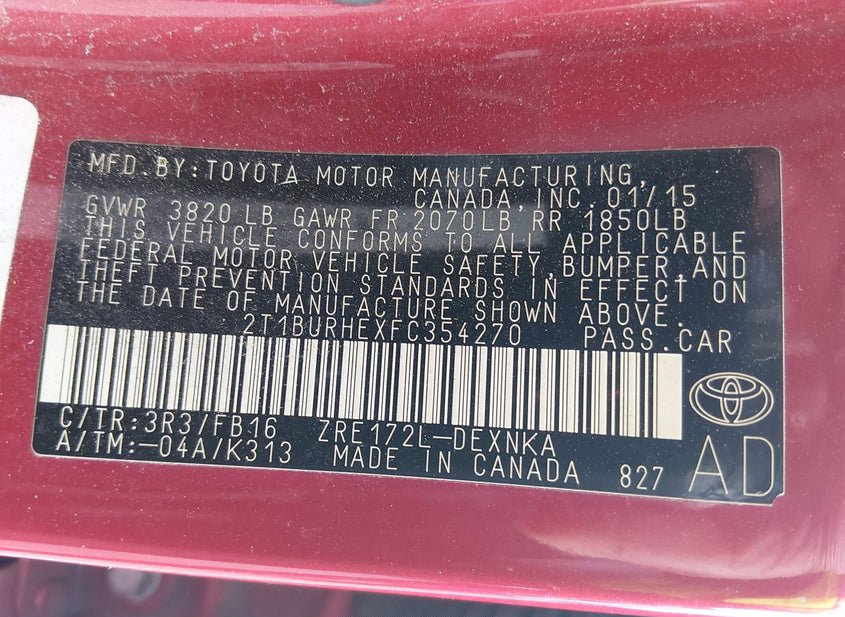 MFD.BY:TOYOTA MOTOR MANUFACTURING,
CANADA,INC. 01/15
GVWR 3820LB GAWR FR 2070LB RR 1850LB
THIS VEHICLE CONFORMS TO ALL APPLICABLE
FEDERAL MOTOR VEHICLE SAFETY,BUMPER,AND
THEFT PREVENTION STANDARDS IN EFFECT ON
THE DATE OF MANUFACTURE SHOWN ABOVE.
2T1BURHEXFC354270 PASS.CAR
C/TR:3R3/FB16 ZRE172L-DEXNKA
A/TM:-04A/K313 MADE IN CANADA 827
AD